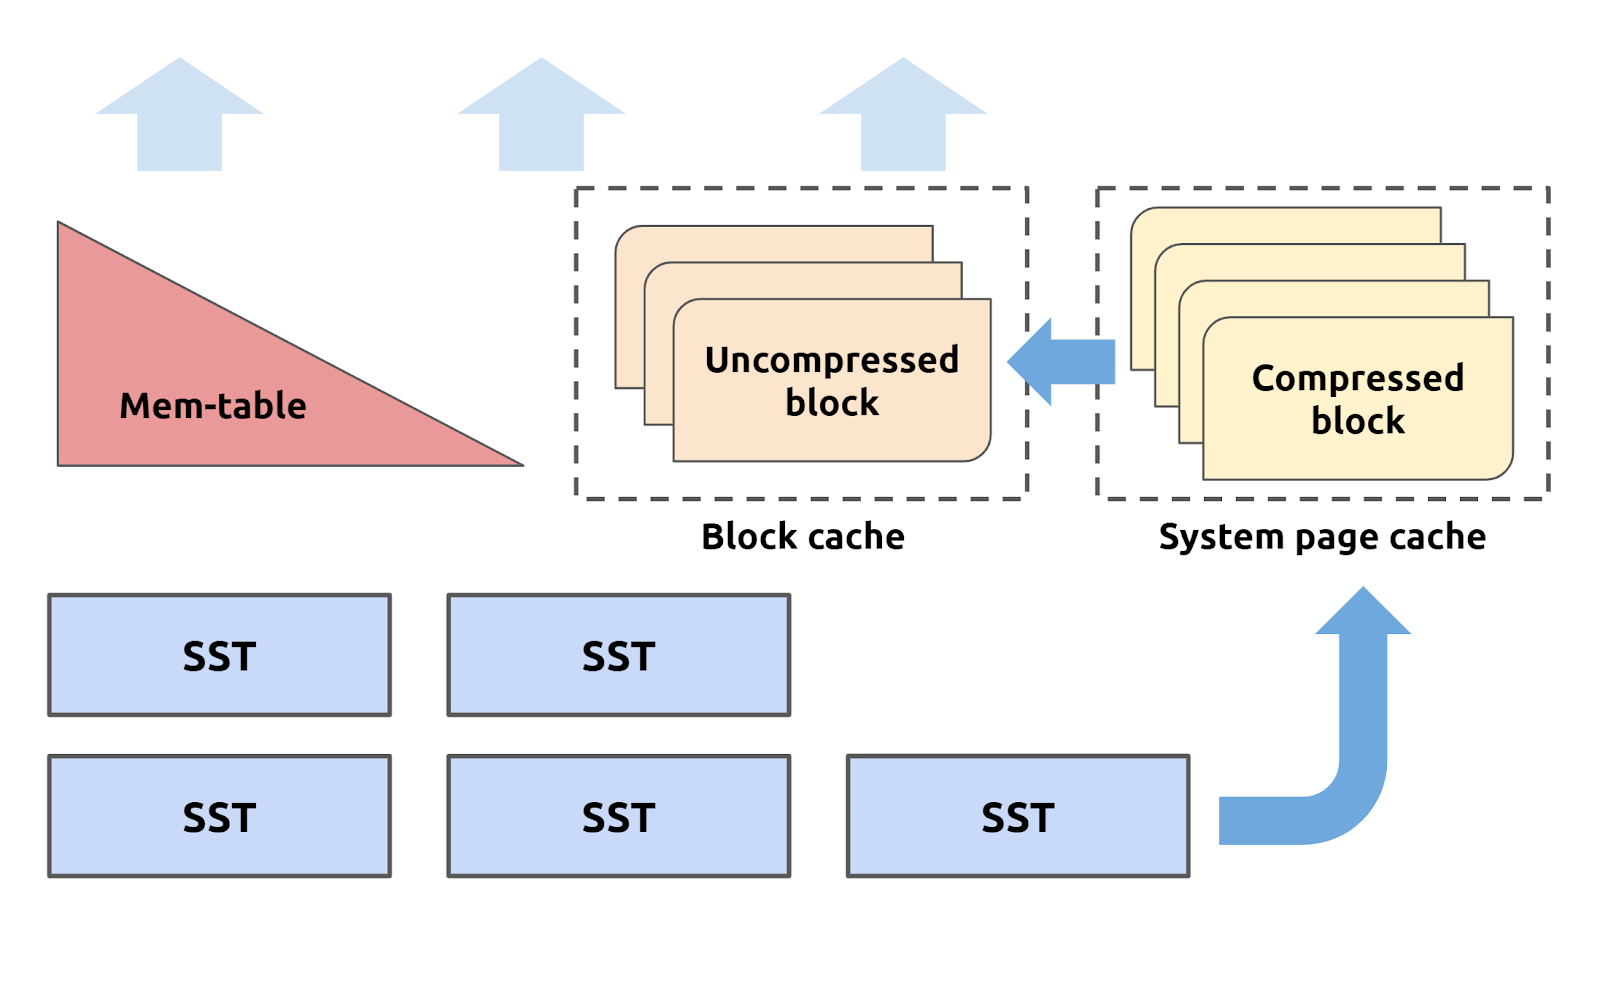 Mem-table
Uncompressed
block
Compressed
block
Block cache
System page cache
SST
SST
SST
SST
SST